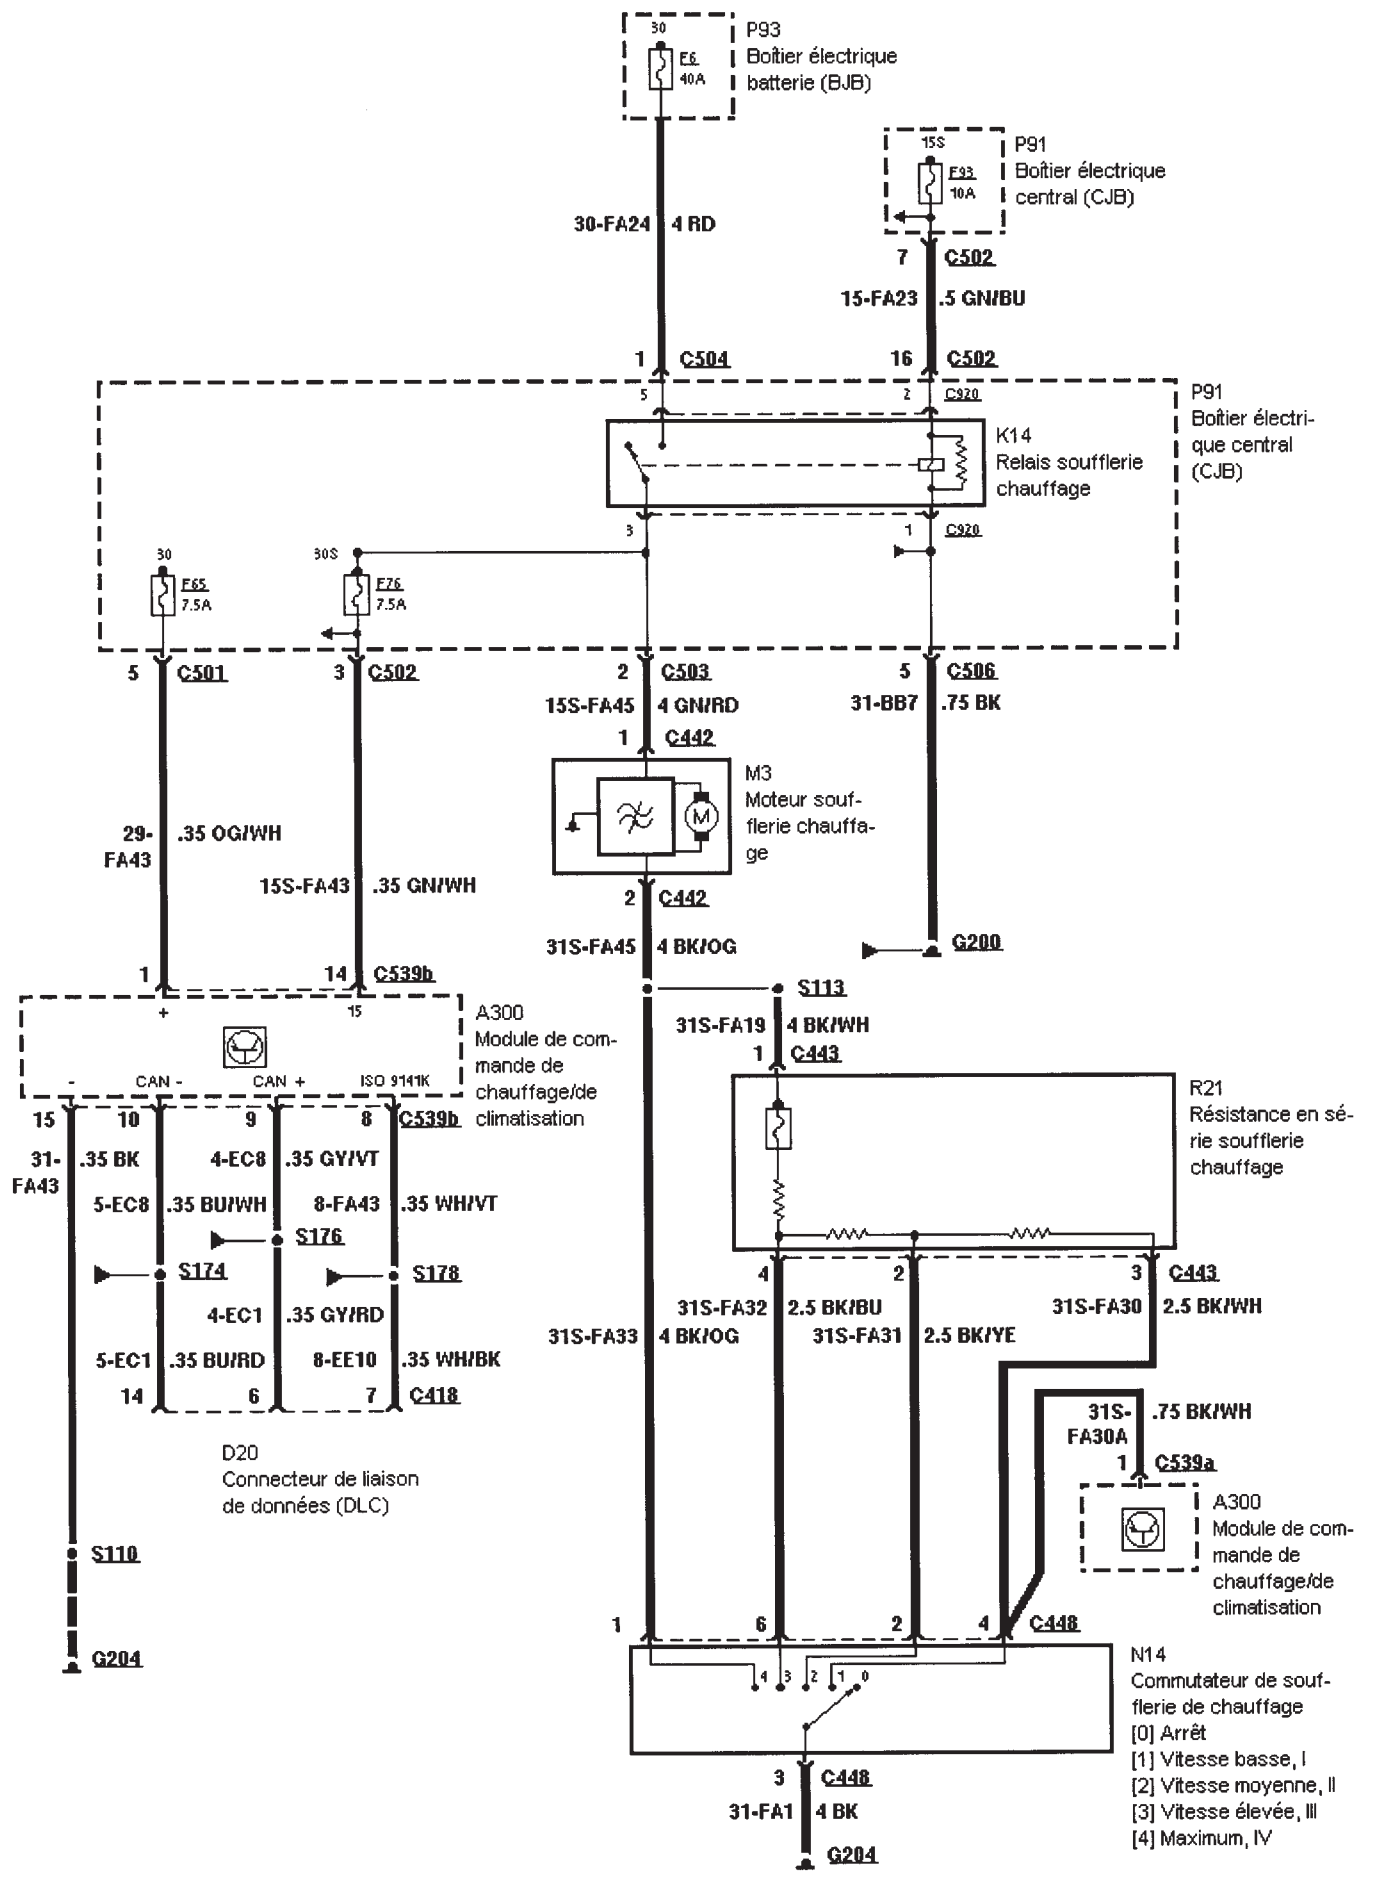 30
P93
Boîtier électrique
batterie (BJB)
F6
40A
15S
P91
Boîtier électrique
central (CJB)
F93
10A
30-FA24 4 RD
7 C502
15-FA23 .5 GN/BU
1 C504
16 C502
5
2 C920
P91
Boîtier électri-
que central
(CJB)
K14
Relais soufflerie
chauffage
3
1 C920
30
30S
F65
7.5A
F76
7.5A
5 C501
3 C502
2 C503
5 C506
15S-FA45 4 GN/RD
31-BB7 .75 BK
1 C442
M3
Moteur souf-
flerie chauffa-
ge
M
29-
FA43
.35 OG/WH
15S-FA43 .35 GN/WH
2 C442
31S-FA45 4 BK/OG
G200
1
14 C539b
S113
31S-FA19 4 BK/WH
1 C443
+
15
A300
Module de com-
mande de
chauffage/de
climatisation
-
CAN -
CAN +
ISO 9141K
R21
Résistance en sé-
rie soufflerie
chauffage
15
10
9
8 C539b
31-
FA43
.35 BK
4-EC8 .35 GY/VT
5-EC8 .35 BU/WH
8-FA43 .35 WH/VT
S176
S174
S178
4
2
3 C443
4-EC1 .35 GY/RD
31S-FA32 2.5 BK/BU
31S-FA30 2.5 BK/WH
31S-FA33 4 BK/OG
31S-FA31 2.5 BK/YE
5-EC1 .35 BU/RD
8-EE10 .35 WH/BK
14
6
7 C418
31S-
FA30A
.75 BK/WH
1 C539a
D20
Connecteur de liaison
de données (DLC)
A300
Module de com-
mande de
chauffage/de
climatisation
S110
G204
1
6
2
4 C448
4
3
2
1
0
N14
Commutateur de souf-
flerie de chauffage
[0] Arrêt
[1] Vitesse basse, I
[2] Vitesse moyenne, II
[3] Vitesse élevée, III
[4] Maximum, IV
3 C448
31-FA1 4 BK
G204